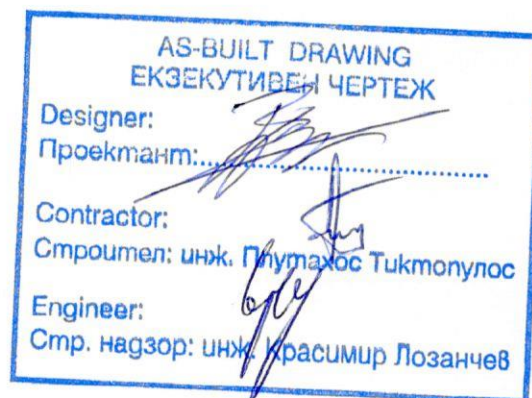 AS-BUILT DRAWING
ЕКЗЕКУТИВЕН ЧЕРТЕЖ
Designer:
Проектант:
Contractor:
Строител: инж. Плутахос Тиктопулос
Engineer:
Стр. надзор: инж. Красимир Лозанчев